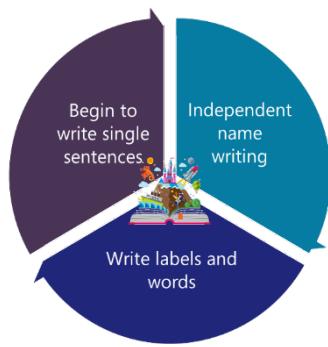 Begin to
write single
sentences
Independent
name
writing
Write labels and
words